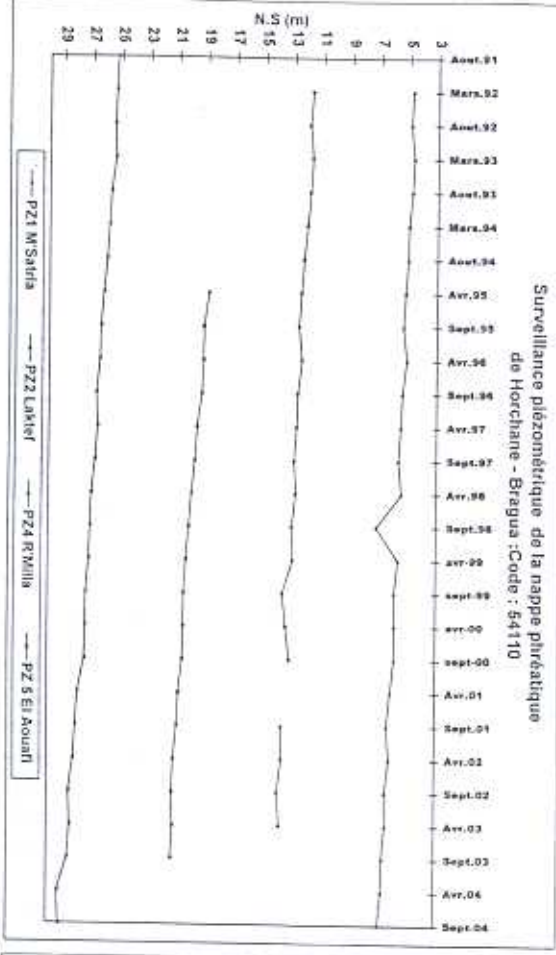 Surveillance piézométrique de la nappe phréatique
de Horchane - Bragua :Code : 54110
N.S (m)
3
5
7
9
11
13
15
17
19
21
23
25
27
29
Aout.91
Mars.92
Aout.92
Mars.93
Aout.93
Mars.94
Aout.94
Avr.95
Sept.95
Avr.96
Sept.96
Avr.97
Sept.97
Avr.98
Sept.98
avr-99
sept-99
avr-00
sept-00
Avr.01
Sept.01
Avr.02
Sept.02
Avr.03
Sept.03
Avr.04
Sept.04
PZ1 M'Satria
PZ2 Laktef
PZ4 R'Milla
PZ 5 El Aouafi